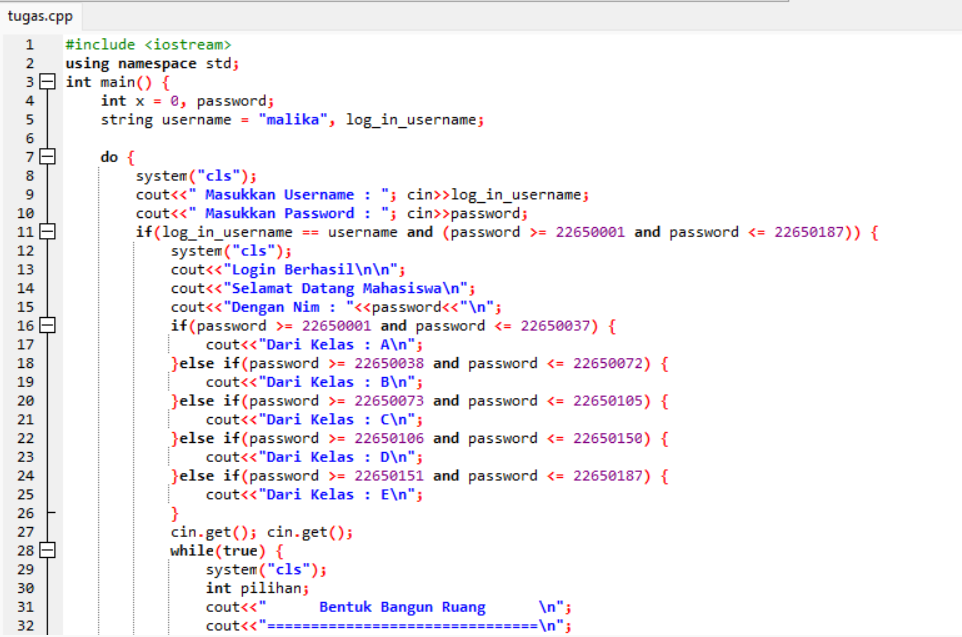 tugas.cpp
1 #include <iostream>
2 using namespace std;
3 int main() {
4 int x = 0, password;
5 string username = "malika", log_in_username;
6
7 do {
8 system("cls");
9 cout<<" Masukkan Username : "; cin>>log_in_username;
10 cout<<" Masukkan Password : "; cin>>password;
11 if(log_in_username == username and (password >= 22650001 and password <= 22650187)) {
12 system("cls");
13 cout<<"Login Berhasil\n\n";
14 cout<<"Selamat Datang Mahasiswa\n";
15 cout<<"Dengan Nim : "<<password<<"\n";
16 if(password >= 22650001 and password <= 22650037) {
17 cout<<"Dari Kelas : A\n";
18 }else if(password >= 22650038 and password <= 22650072) {
19 cout<<"Dari Kelas : B\n";
20 }else if(password >= 22650073 and password <= 22650105) {
21 cout<<"Dari Kelas : C\n";
22 }else if(password >= 22650106 and password <= 22650150) {
23 cout<<"Dari Kelas : D\n";
24 }else if(password >= 22650151 and password <= 22650187) {
25 cout<<"Dari Kelas : E\n";
26 }
27 cin.get(); cin.get();
28 while(true) {
29 system("cls");
30 int pilihan;
31 cout<<"      Bentuk Bangun Ruang      \n";
32 cout<<"===============================\n";